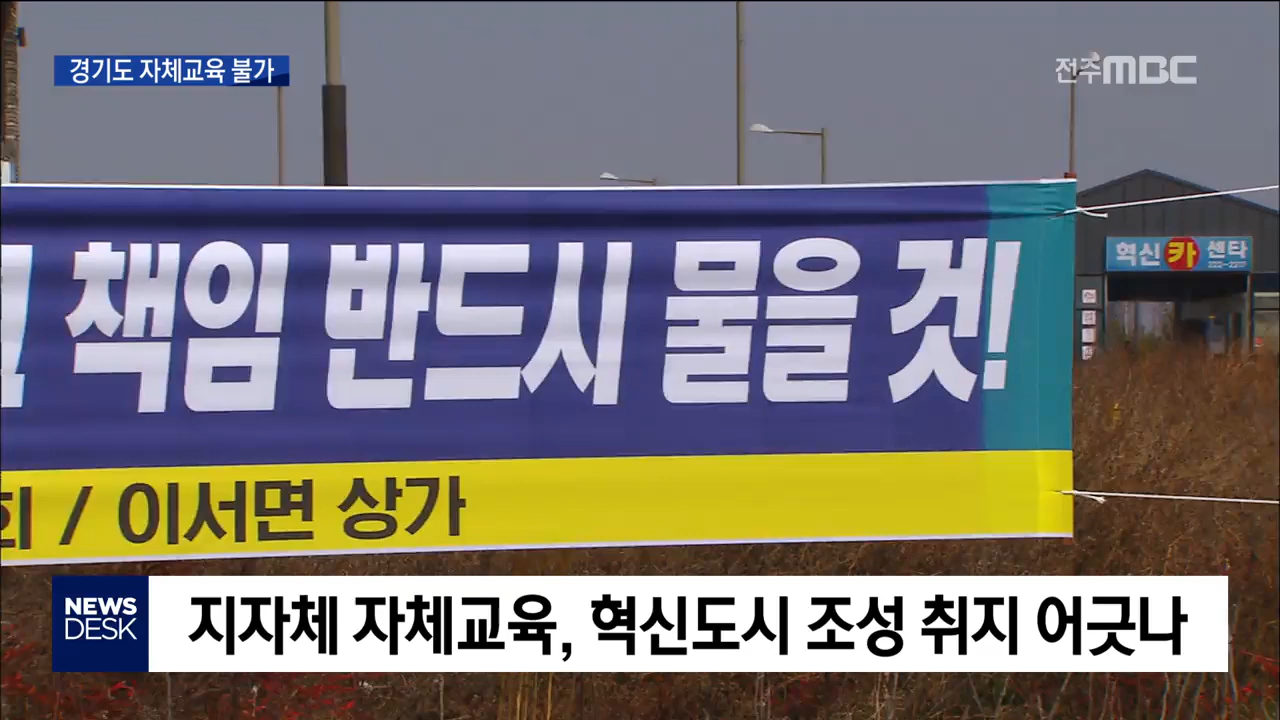 경기도 자체교육 불가
전주MBC
책임 반드시 물을 것!
혁신 카 센타
회 / 이서면 상가
NEWS
DESK
지자체 자체교육, 혁신도시 조성 취지 어긋나